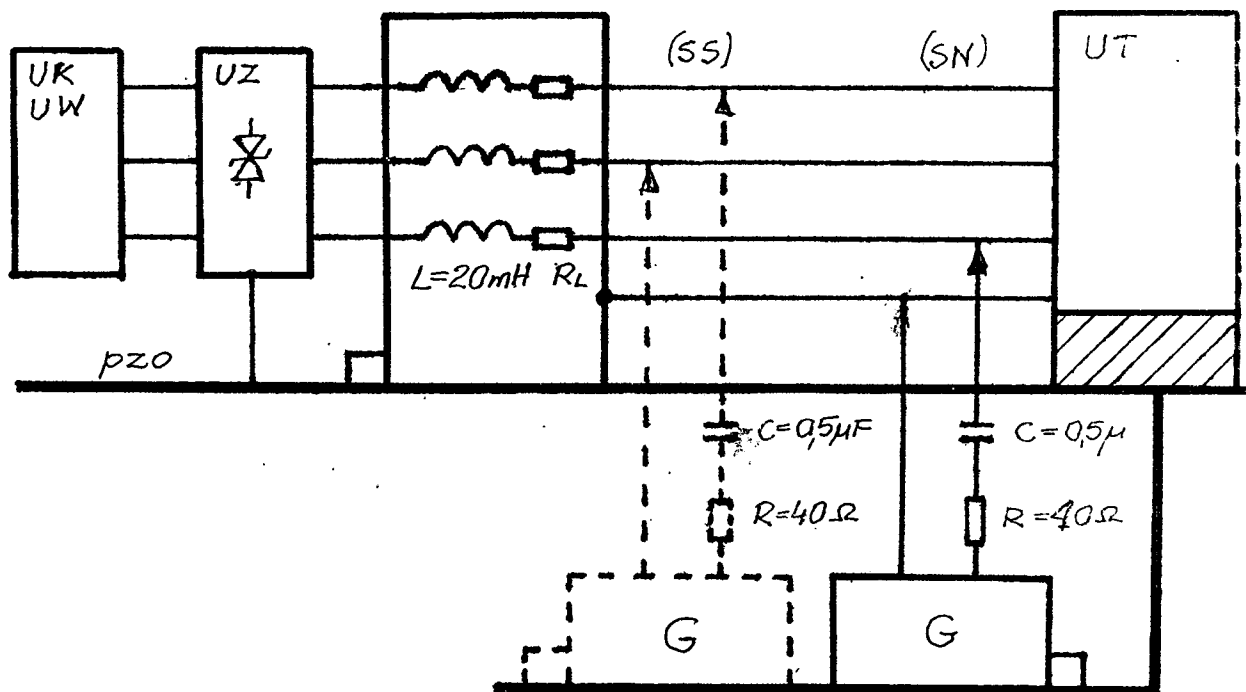 UK
UW
UZ
(SS)
(SN)
UT
L=20mH RL
pzo
C=0,5μF
C=0,5μ
R=40Ω
R=40Ω
G
G